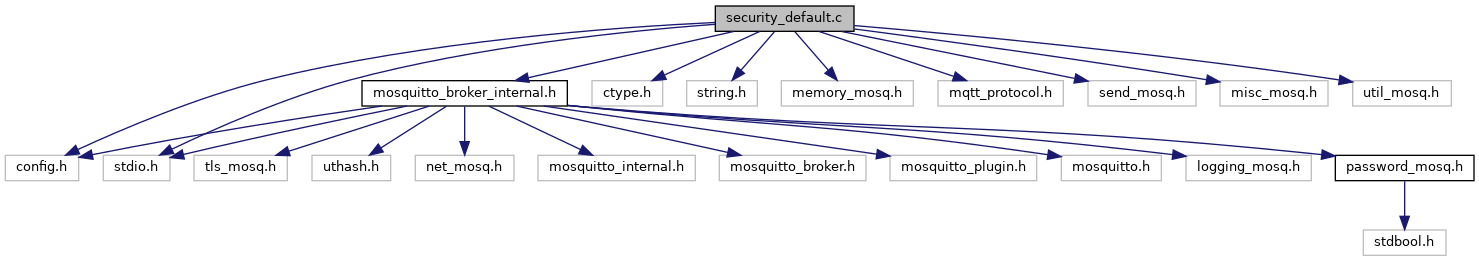 security_default.c
mosquitto_broker_internal.h
ctype.h
string.h
memory_mosq.h
mqtt_protocol.h
send_mosq.h
misc_mosq.h
util_mosq.h
config.h
stdio.h
tls_mosq.h
uthash.h
net_mosq.h
mosquitto_internal.h
mosquitto_broker.h
mosquitto_plugin.h
mosquitto.h
logging_mosq.h
password_mosq.h
stdbool.h